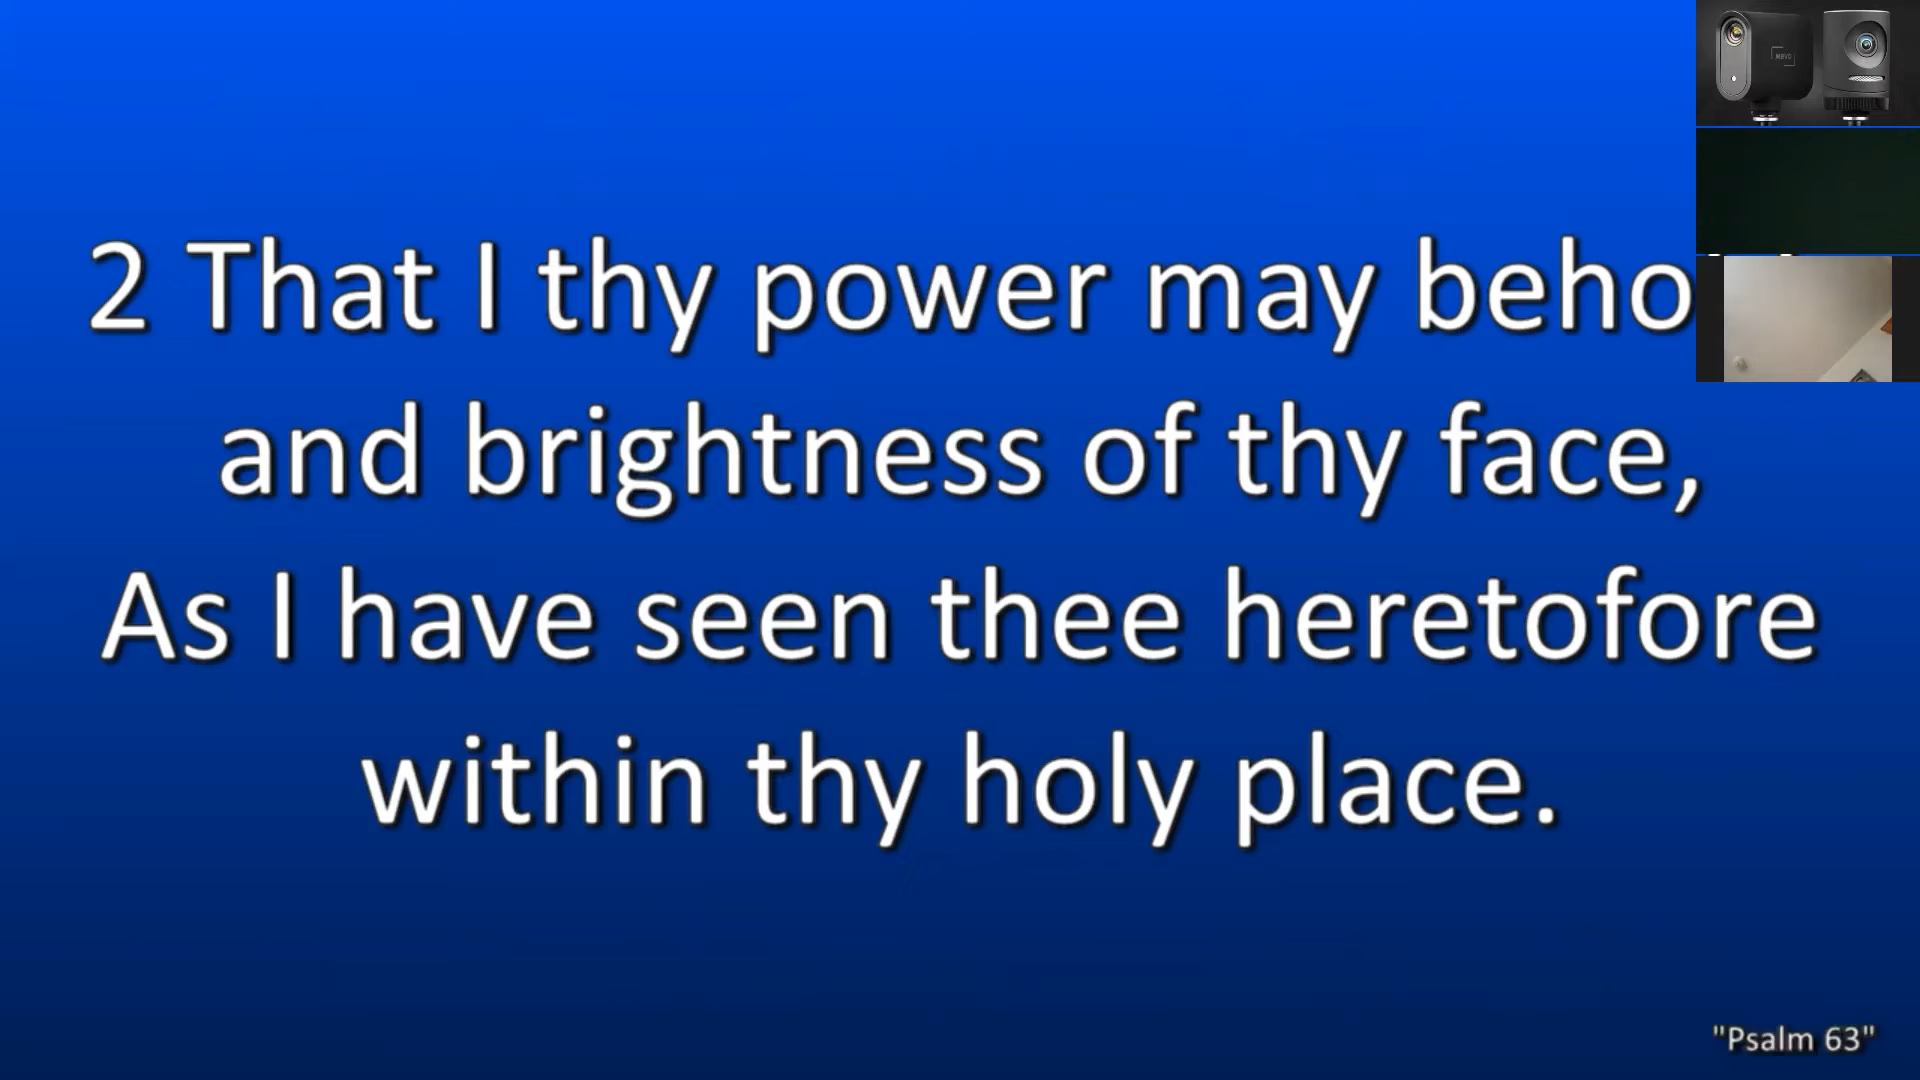 2 That I thy power may beho
and brightness of thy face,
As I have seen thee heretofore
within thy holy place.
"Psalm 63"
mevo